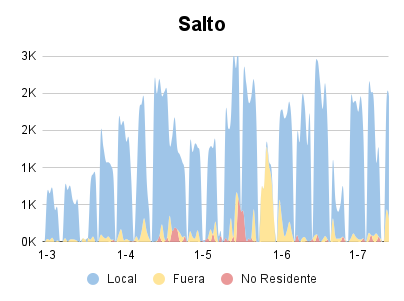 Salto
3K
2K
2K
1K
1K
0K
1-3 1-4 1-5 1-6 1-7
Local Fuera No Residente